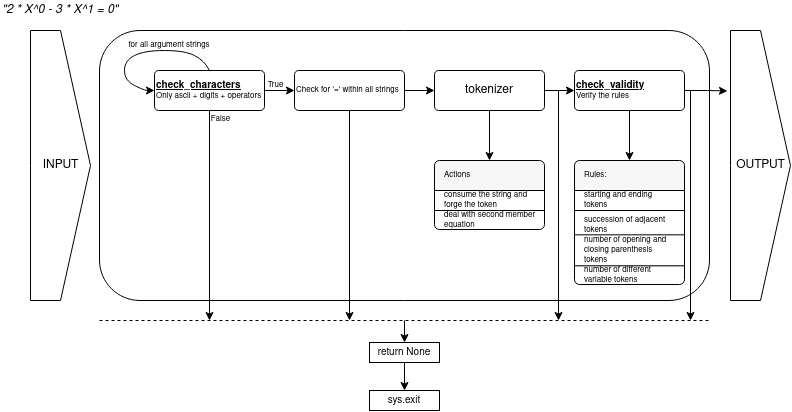 "2 * X^0 - 3 * X^1 = 0"
for all argument strings
check_characters
Only ascii + digits + operators
True
False
Check for '=' within all strings
tokenizer
check_validity
Verify the rules
INPUT
OUTPUT
Actions
consume the string and
forge the token
deal with second member
equation
Rules:
starting and ending
tokens
succession of adjacent
tokens
number of opening and
closing parenthesis
tokens
number of different
variable tokens
return None
sys.exit